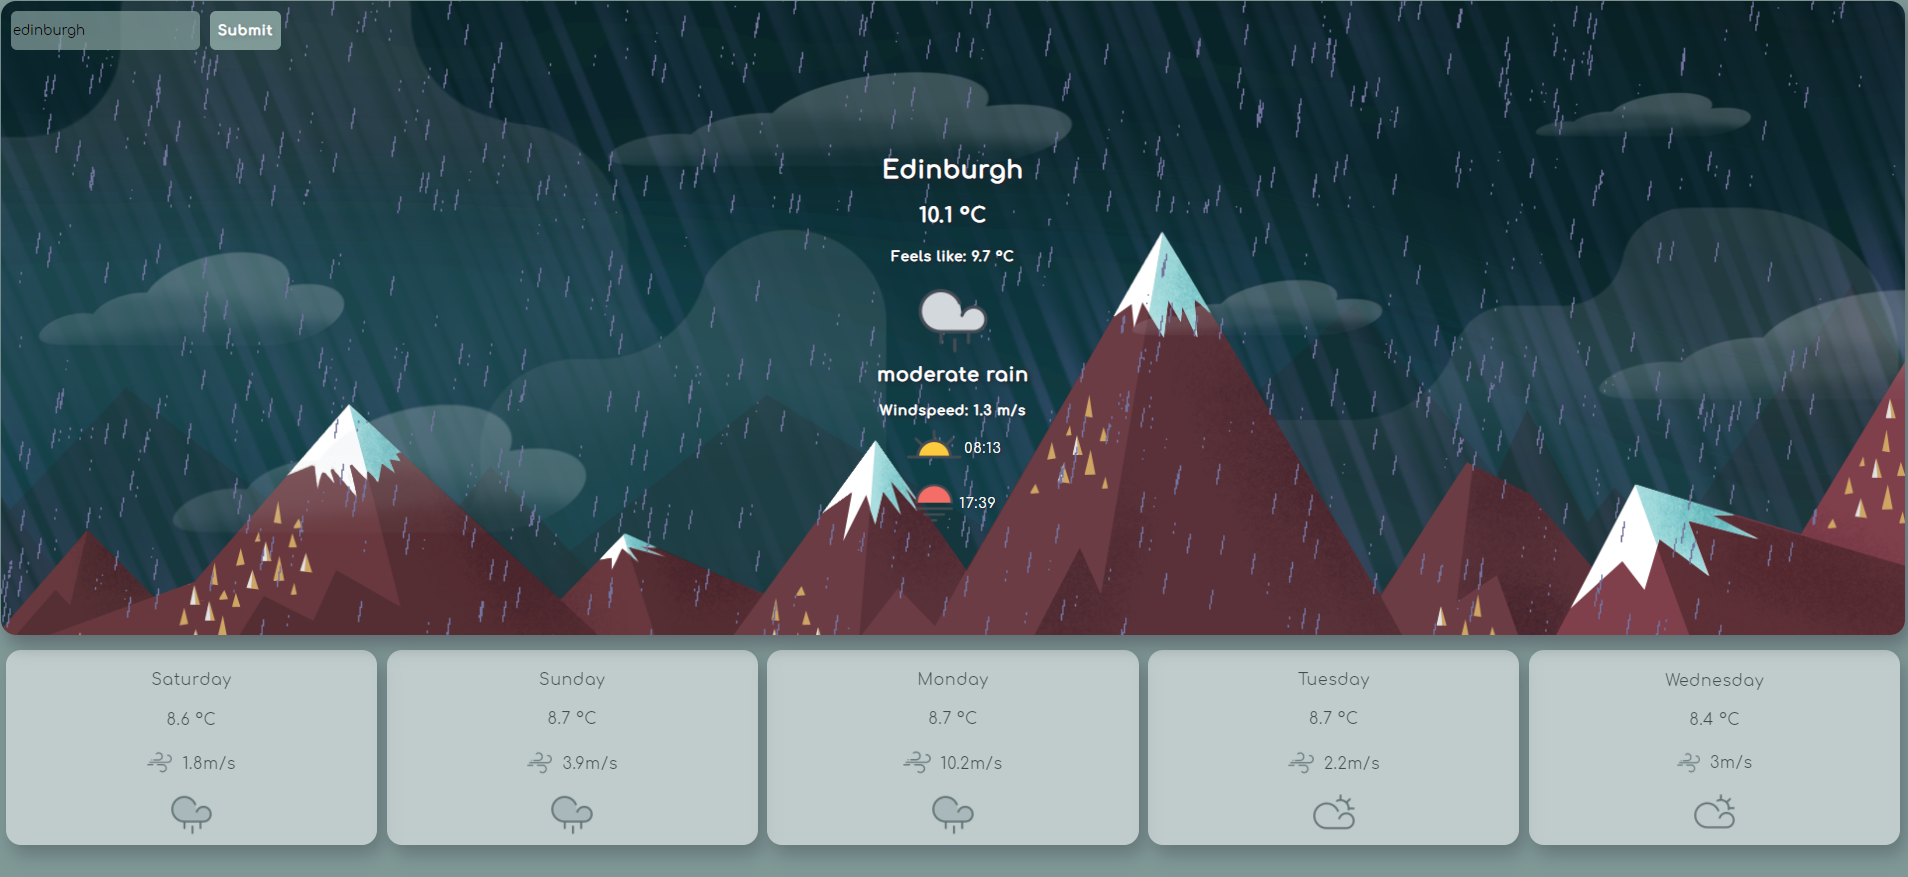 edinburgh Submit
Edinburgh
10.1 °C
Feels like: 9.7 °C
moderate rain
Windspeed: 1.3 m/s
08:13
17:39
Saturday
8.6 °C
1.8m/s
Sunday
8.7 °C
3.9m/s
Monday
8.7 °C
10.2m/s
Tuesday
8.7 °C
2.2m/s
Wednesday
8.4 °C
3m/s